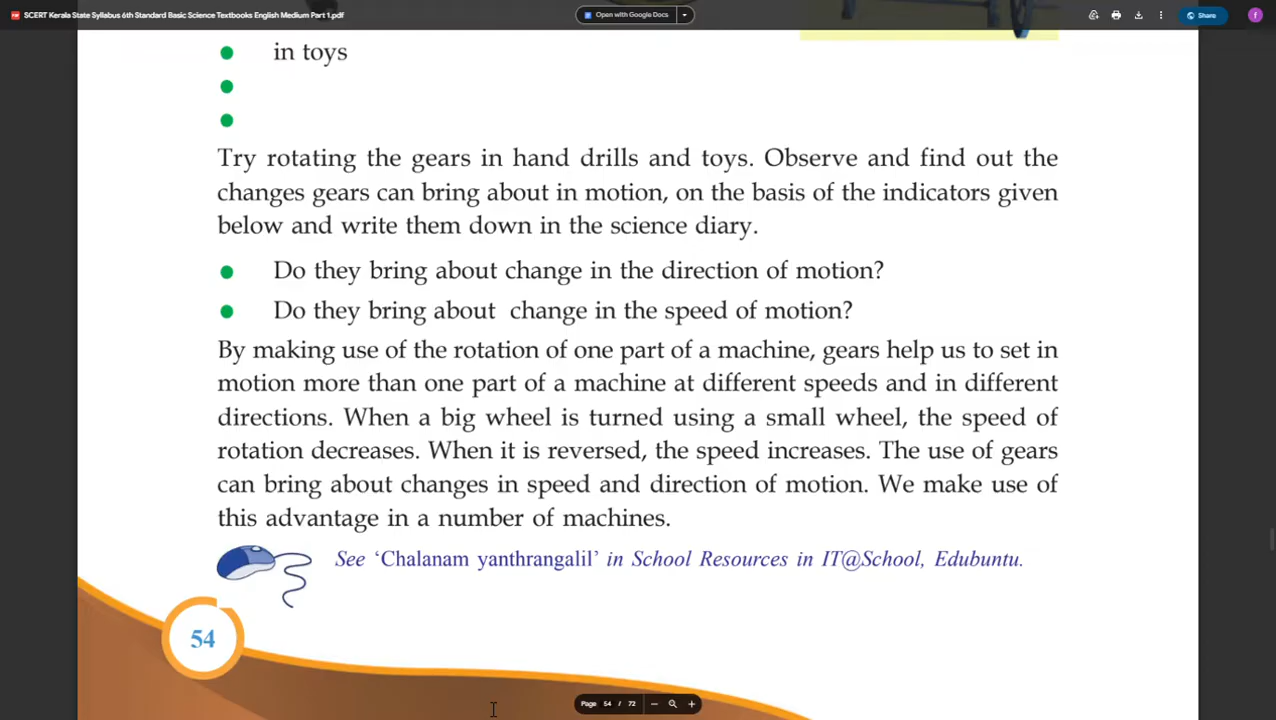 SCERT Kerala State Syllabus 6th Standard Basic Science Textbooks English Medium Part 1.pdf
Open with Google Docs
Share
f
in toys
Try rotating the gears in hand drills and toys. Observe and find out the
changes gears can bring about in motion, on the basis of the indicators given
below and write them down in the science diary.
Do they bring about change in the direction of motion?
Do they bring about change in the speed of motion?
By making use of the rotation of one part of a machine, gears help us to set in
motion more than one part of a machine at different speeds and in different
directions. When a big wheel is turned using a small wheel, the speed of
rotation decreases. When it is reversed, the speed increases. The use of gears
can bring about changes in speed and direction of motion. We make use of
this advantage in a number of machines.
See ‘Chalanam yanthrangalil’ in School Resources in IT@School, Edubuntu.
54
Page 54 / 72